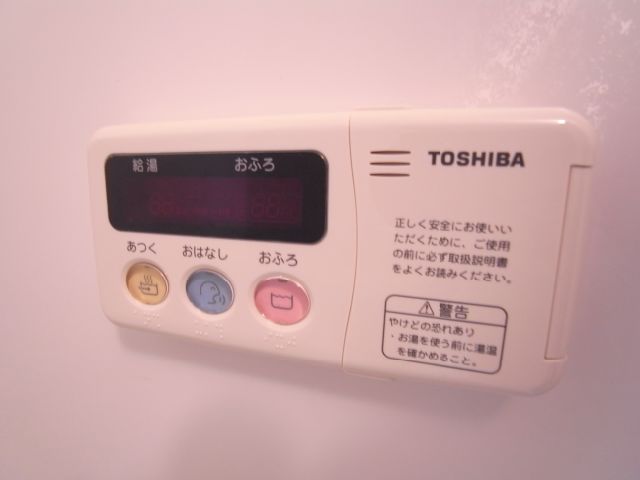 給湯 おふろ
あつく おはなし おふろ
TOSHIBA
正しく安全にお使いい
ただくために、ご使用
の前に必ず取扱説明書
をよくお読みください。
警告
やけどの恐れあり
・お湯を使う前に湯温
を確かめること。